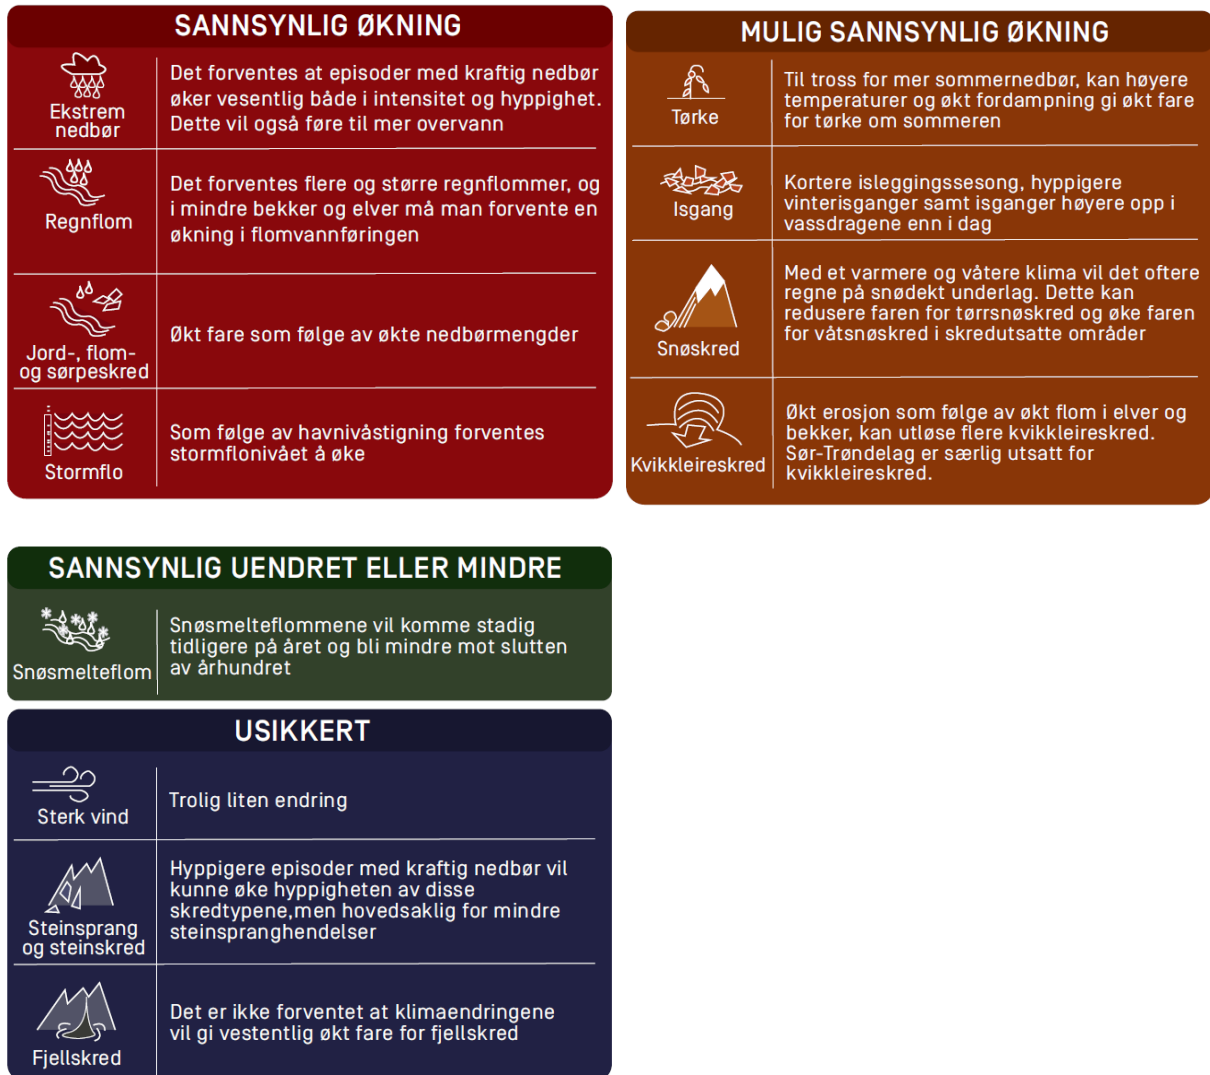 SANNSYNLIG ØKNING
Ekstrem
nedbør
Det forventes at episoder med kraftig nedbør
øker vesentlig både i intensitet og hyppighet.
Dette vil også føre til mer overvann
Regnflom
Det forventes flere og større regnflommer, og
i mindre bekker og elver må man forvente en
økning i flomvannføringen
Jord-, flom-
og sørpeskred
Økt fare som følge av økte nedbørmengder
Stormflo
Som følge av havnivåstigning forventes
stormflonivået å øke
MULIG SANNSYNLIG ØKNING
Tørke
Til tross for mer sommernedbør, kan høyere
temperaturer og økt fordampning gi økt fare
for tørke om sommeren
Isgang
Kortere isleggingssesong, hyppigere
vinterisganger samt isganger høyere opp i
vassdragene enn i dag
Snøskred
Med et varmere og våtere klima vil det oftere
regne på snødekt underlag. Dette kan
redusere faren for tørrsnøskred og øke faren
for våtsnøskred i skredutsatte områder
Kvikkleireskred
Økt erosjon som følge av økt flom i elver og
bekker, kan utløse flere kvikkleireskred.
Sør-Trøndelag er særlig utsatt for
kvikkleireskred.
SANNSYNLIG UENDRET ELLER MINDRE
Snøsmelteflom
Snøsmelteflommene vil komme stadig
tidligere på året og bli mindre mot slutten
av århundret
USIKKERT
Sterk vind
Trolig liten endring
Steinsprang
og steinskred
Hyppigere episoder med kraftig nedbør vil
kunne øke hyppigheten av disse
skredtypene,men hovedsaklig for mindre
steinspranghendelser
Fjellskred
Det er ikke forventet at klimaendringene
vil gi vestentlig økt fare for fjellskred